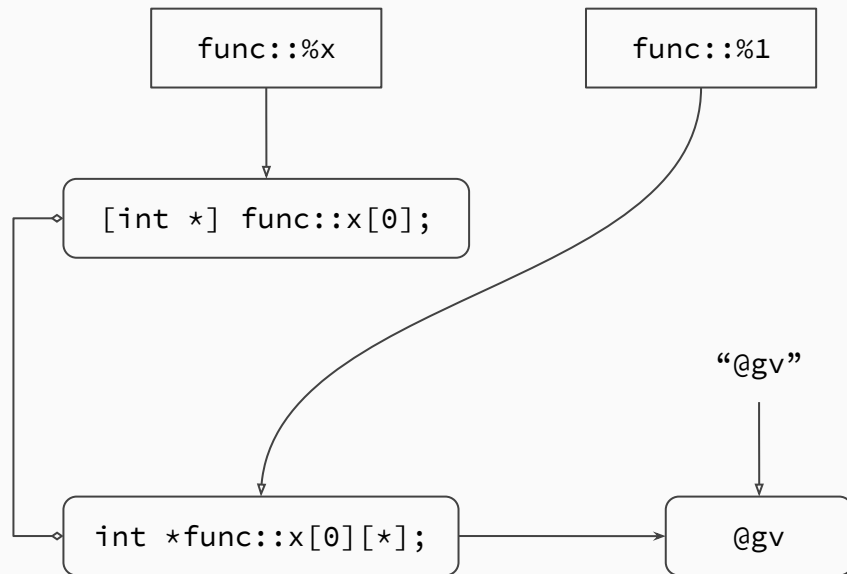 func::%x
func::%1
[int *] func::x[0];
“@gv”
int *func::x[0][*];
@gv